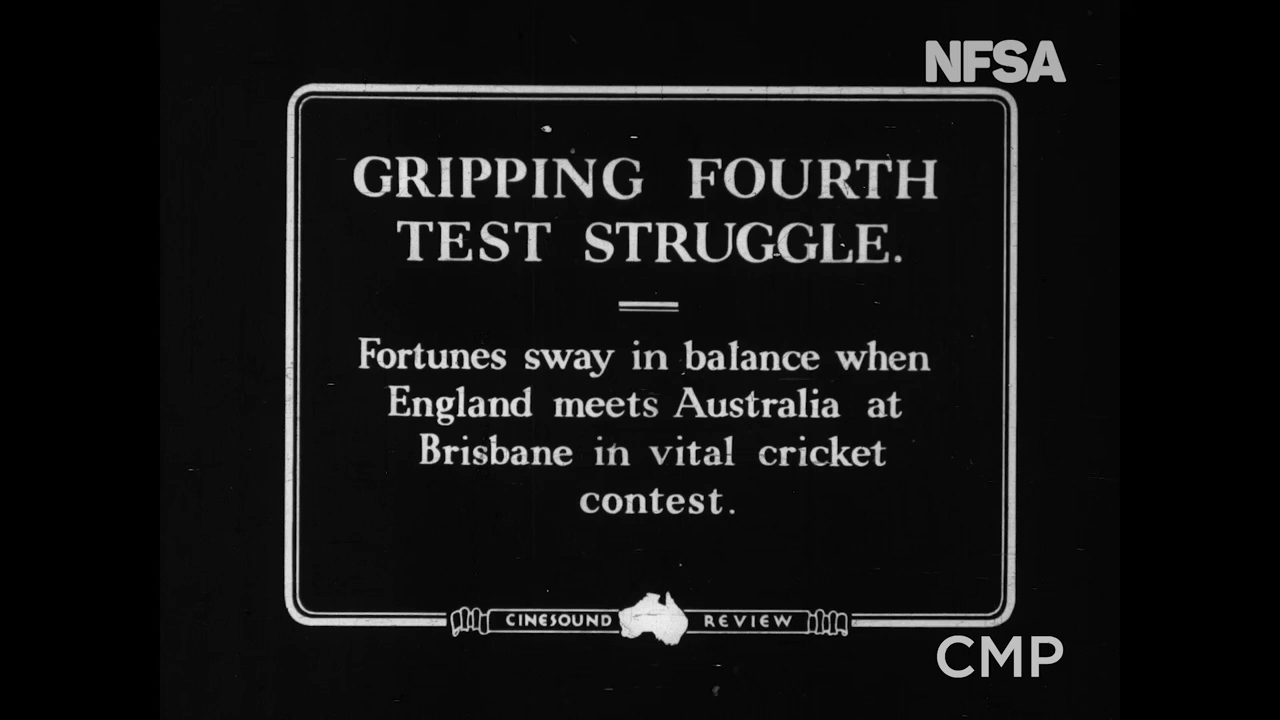 NFSA
GRIPPING FOURTH
TEST STRUGGLE.
Fortunes sway in balance when
England meets Australia at
Brisbane in vital cricket
contest.
CINESOUND REVIEW
CMP